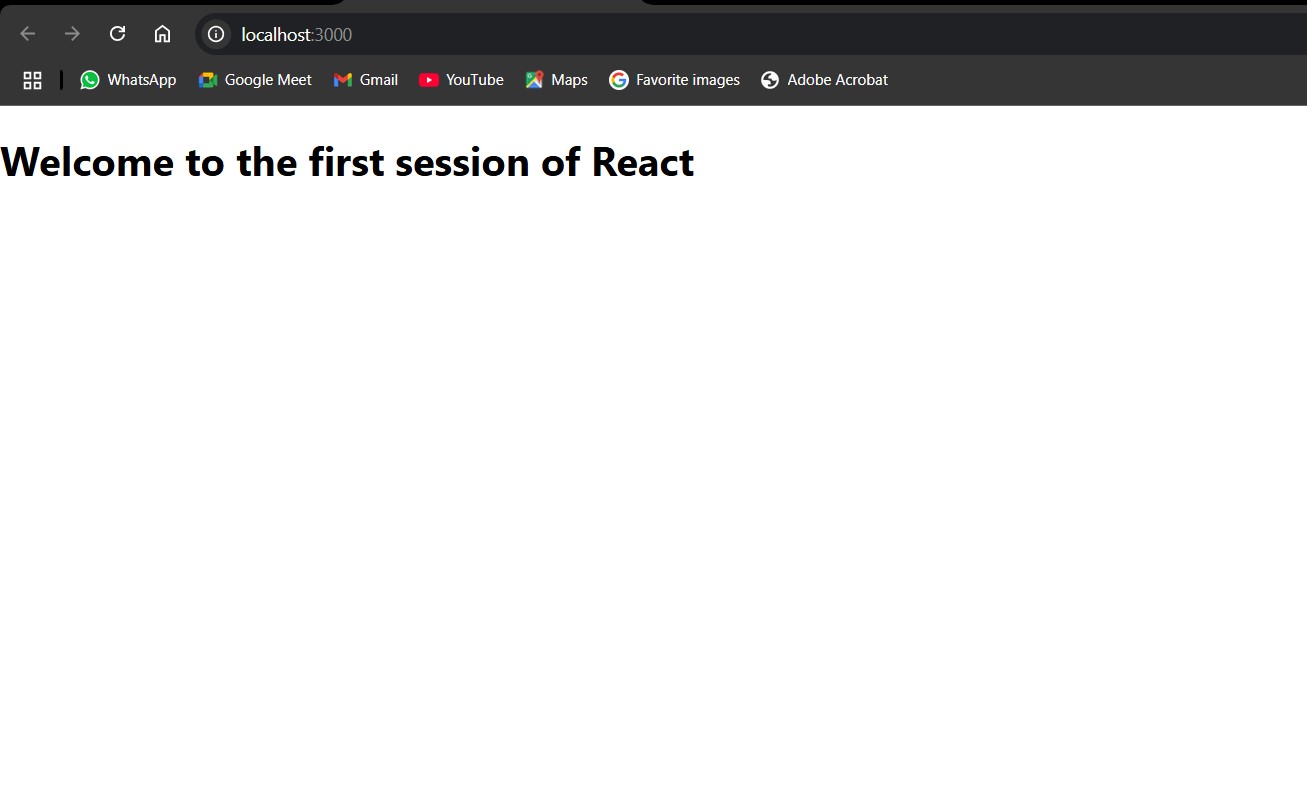 localhost:3000
WhatsApp Google Meet Gmail YouTube Maps Favorite images Adobe Acrobat
Welcome to the first session of React